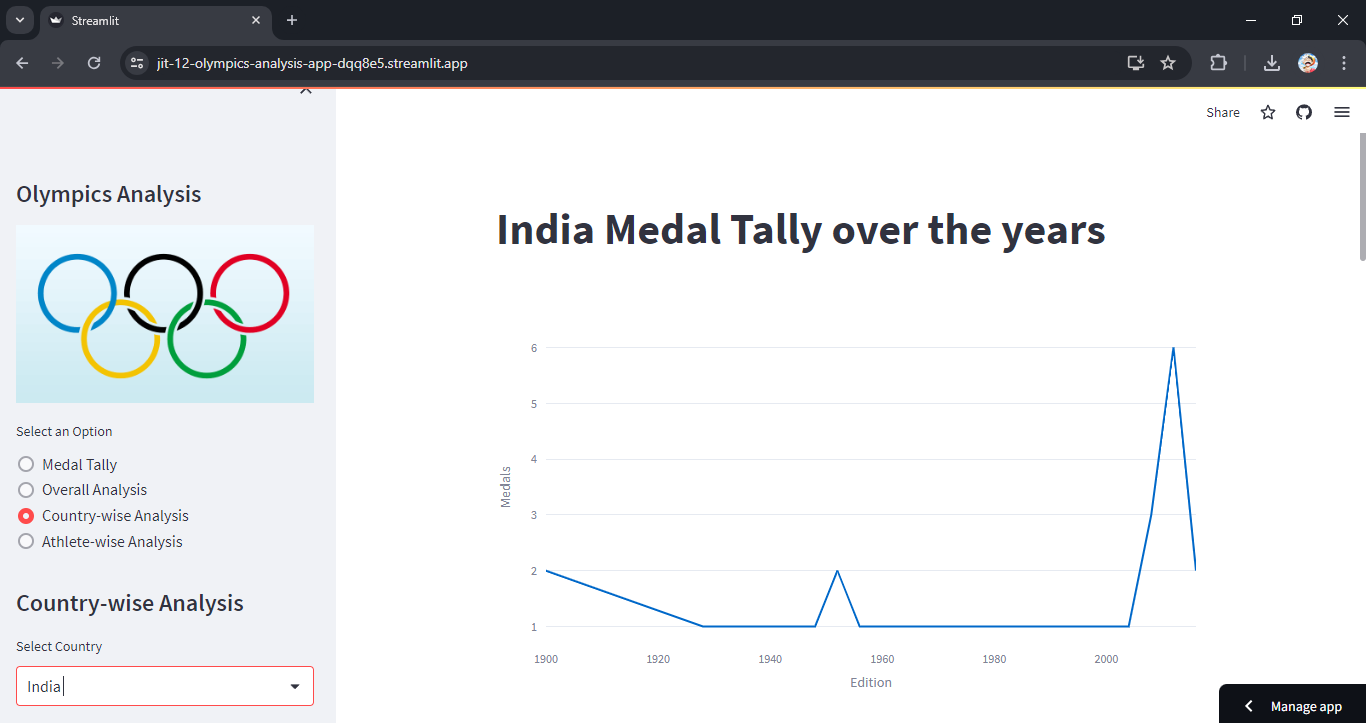 Streamlit
jit-12-olympics-analysis-app-dqq8e5.streamlit.app
Share
Olympics Analysis
Select an Option
Medal Tally
Overall Analysis
Country-wise Analysis
Athlete-wise Analysis
Country-wise Analysis
Select Country
India
India Medal Tally over the years
6
5
4
3
2
1
Medals
1900 1920 1940 1960 1980 2000
Edition
Manage app